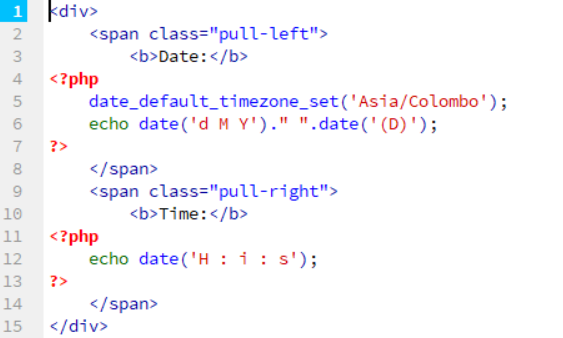 1 <div>
2     <span class="pull-left">
3         <b>Date:</b>
4 <?php
5     date_default_timezone_set('Asia/Colombo');
6     echo date('d M Y')." ".date('(D)');
7 ?>
8     </span>
9     <span class="pull-right">
10         <b>Time:</b>
11 <?php
12     echo date('H : i : s');
13 ?>
14     </span>
15 </div>